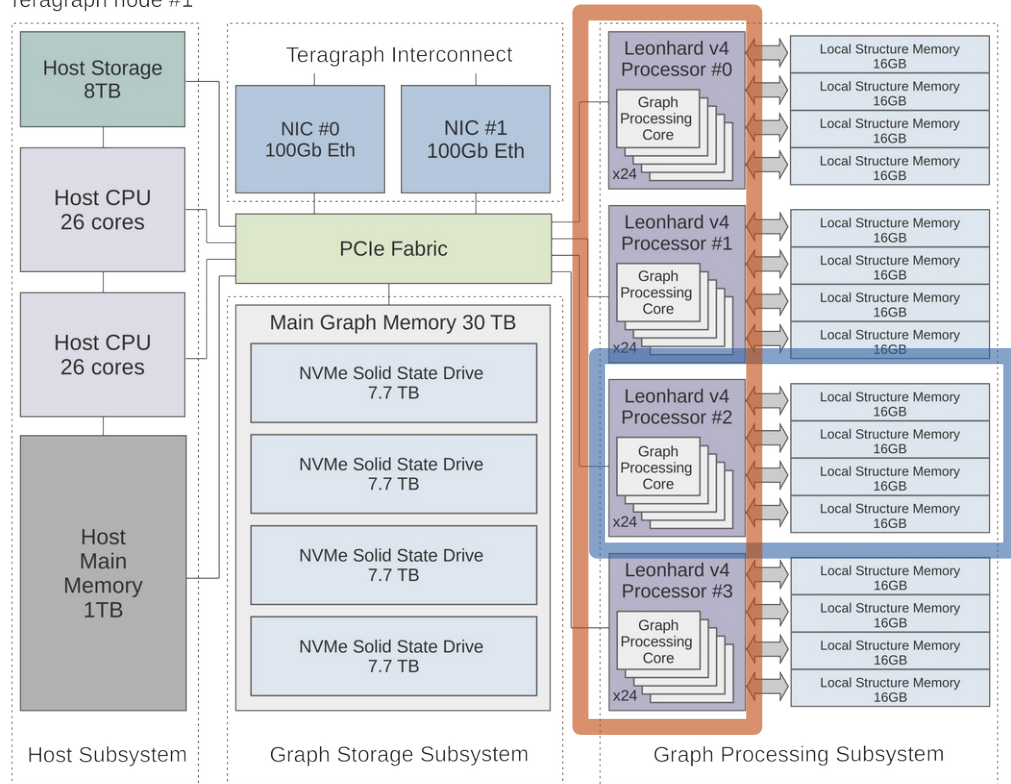 Teragraph node #1
Host Storage
8TB
Host CPU
26 cores
Host CPU
26 cores
Host
Main
Memory
1TB
Host Subsystem
Teragraph Interconnect
NIC #0
100Gb Eth
NIC #1
100Gb Eth
PCIe Fabric
Main Graph Memory 30 TB
NVMe Solid State Drive
7.7 TB
NVMe Solid State Drive
7.7 TB
NVMe Solid State Drive
7.7 TB
NVMe Solid State Drive
7.7 TB
Graph Storage Subsystem
Leonhard v4
Processor #0
Graph
Processing
Core
x24
Local Structure Memory
16GB
Local Structure Memory
16GB
Local Structure Memory
16GB
Local Structure Memory
16GB
Leonhard v4
Processor #1
Graph
Processing
Core
x24
Local Structure Memory
16GB
Local Structure Memory
16GB
Local Structure Memory
16GB
Local Structure Memory
16GB
Leonhard v4
Processor #2
Graph
Processing
Core
x24
Local Structure Memory
16GB
Local Structure Memory
16GB
Local Structure Memory
16GB
Local Structure Memory
16GB
Leonhard v4
Processor #3
Graph
Processing
Core
x24
Local Structure Memory
16GB
Local Structure Memory
16GB
Local Structure Memory
16GB
Local Structure Memory
16GB
Graph Processing Subsystem